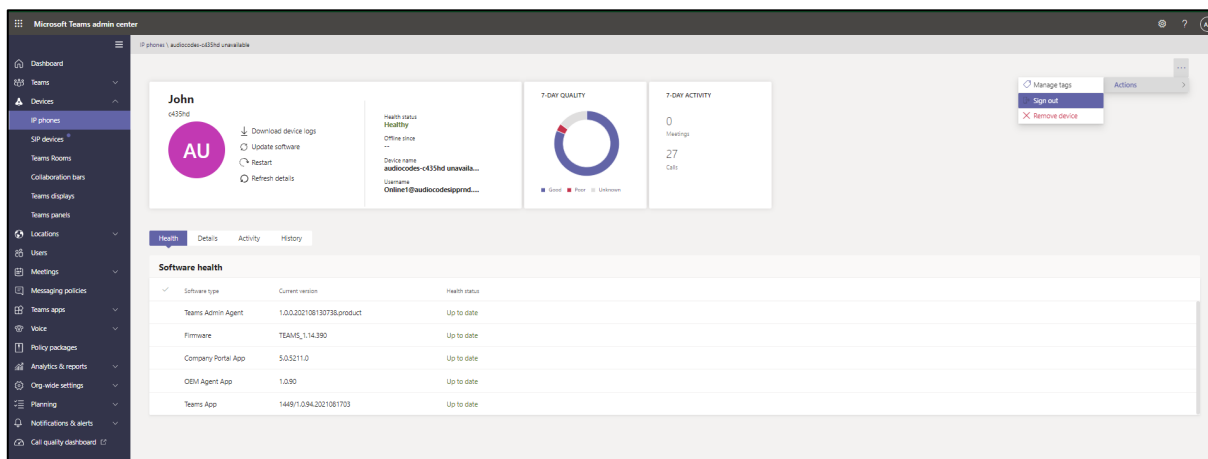 Microsoft Teams admin center
?
IP phones \ audiocodes-c435hd unavailable
Dashboard
Teams
Devices
IP phones
SIP devices
Teams Rooms
Collaboration bars
Teams displays
Teams panels
Locations
Users
Meetings
Messaging policies
Teams apps
Voice
Policy packages
Analytics & reports
Org-wide settings
Planning
Notifications & alerts
Call quality dashboard
John
c435hd
AU
Download device logs
Update software
Restart
Refresh details
Health status
Healthy
Offline since
--
Device name
audiocodes-c435hd unavaila...
Username
Online1@audiocodesipprnd....
7-DAY QUALITY
Good Poor Unknown
7-DAY ACTIVITY
0
Meetings
27
Calls
...
Manage tags
Actions
Sign out
Remove device
Health Details Activity History
Software health
Software type Current version Health status
Teams Admin Agent 1.0.0.202108130738.product Up to date
Firmware TEAMS_1.14.390 Up to date
Company Portal App 5.0.5211.0 Up to date
OEM Agent App 1.0.90 Up to date
Teams App 1449/1.0.94.2021081703 Up to date